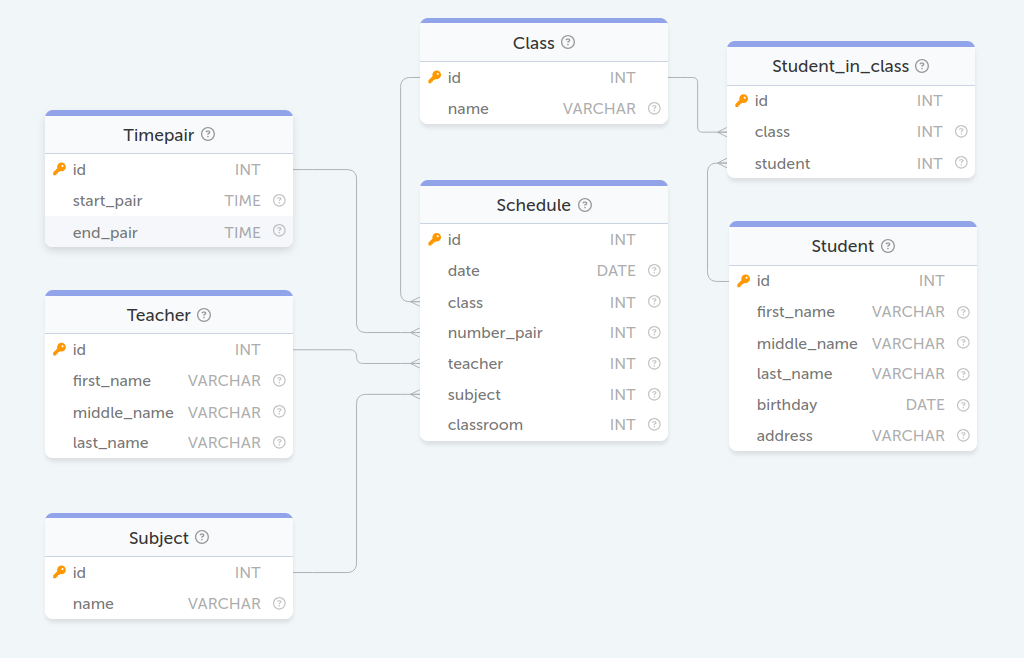 Class
id INT
name VARCHAR
Student_in_class
id INT
class INT
student INT
Timepair
id INT
start_pair TIME
end_pair TIME
Schedule
id INT
date DATE
class INT
number_pair INT
teacher INT
subject INT
classroom INT
Student
id INT
first_name VARCHAR
middle_name VARCHAR
last_name VARCHAR
birthday DATE
address VARCHAR
Teacher
id INT
first_name VARCHAR
middle_name VARCHAR
last_name VARCHAR
Subject
id INT
name VARCHAR